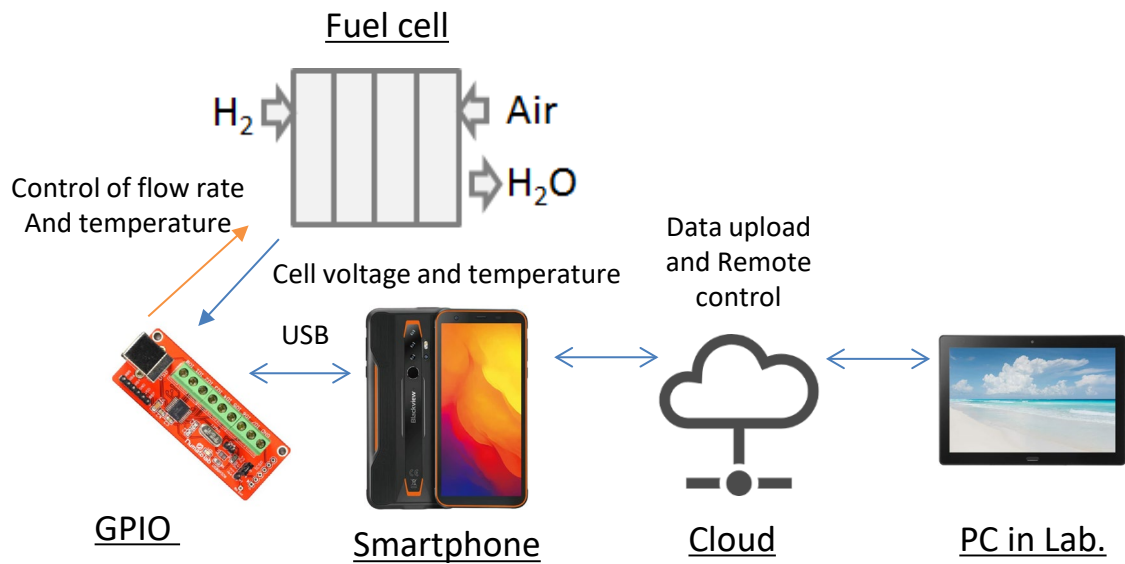 Fuel cell
H₂
Air
H₂O
Control of flow rate
And temperature
Cell voltage and temperature
Data upload
and Remote
control
USB
Blackview
GPIO
Smartphone
Cloud
PC in Lab.